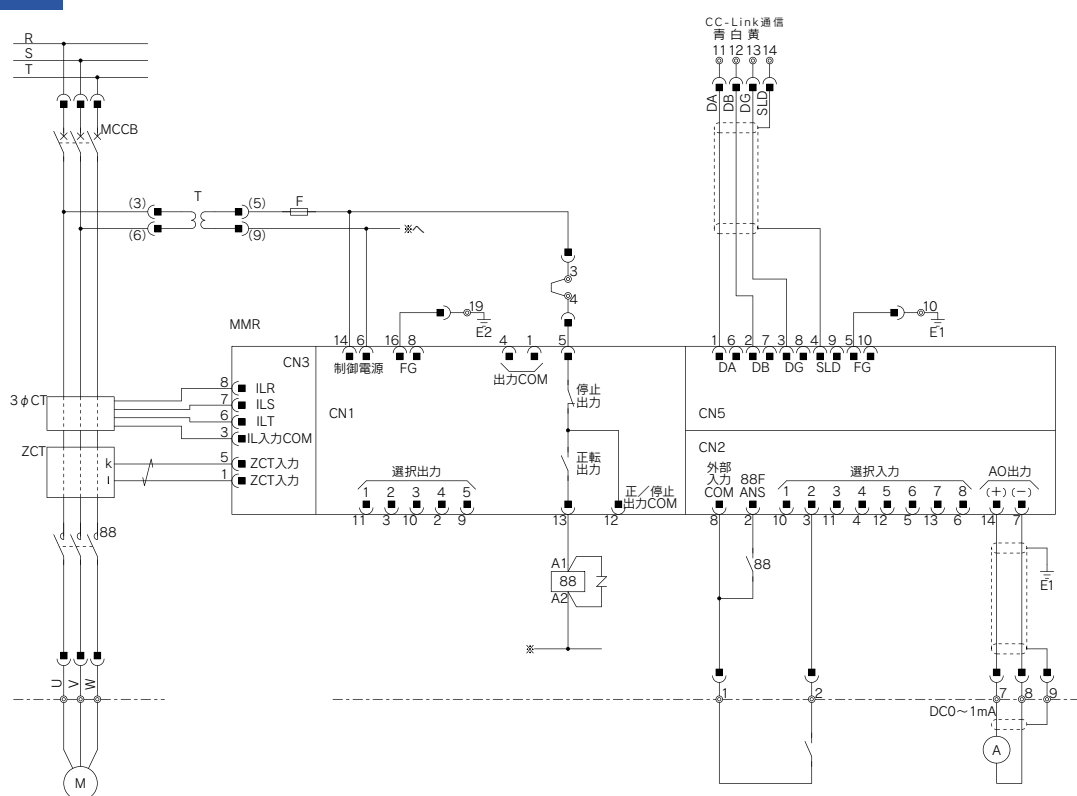 CC-Link通信
青 白 黄
11 12 13 14
DA DB DG SLD
R
S
T
MCCB
(3) T (5) F
(6) (9) ※へ
3
4
19
E2
10
E1
MMR
14 6 16 8 4 1 5
制御電源 FG 出力COM
1 6 2 7 3 8 4 9 5 10
DA DB DG SLD FG
CN3
CN1
CN5
CN2
3φCT
8 ILR
7 ILS
6 ILT
3 IL入力COM
ZCT
k 5 ZCT入力
l 1 ZCT入力
停止
出力
正転
出力
選択出力
1 2 3 4 5
11 3 10 2 9
正/停止
出力COM
13 12
外部
入力
COM
88F
ANS
選択入力
1 2 3 4 5 6 7 8
AO出力
(+) (−)
8 2 10 3 11 4 12 5 13 6 14 7
88
A1
88
A2
※
88
E1
U V W
1 2 7 8 9
DC0～1mA
A
M